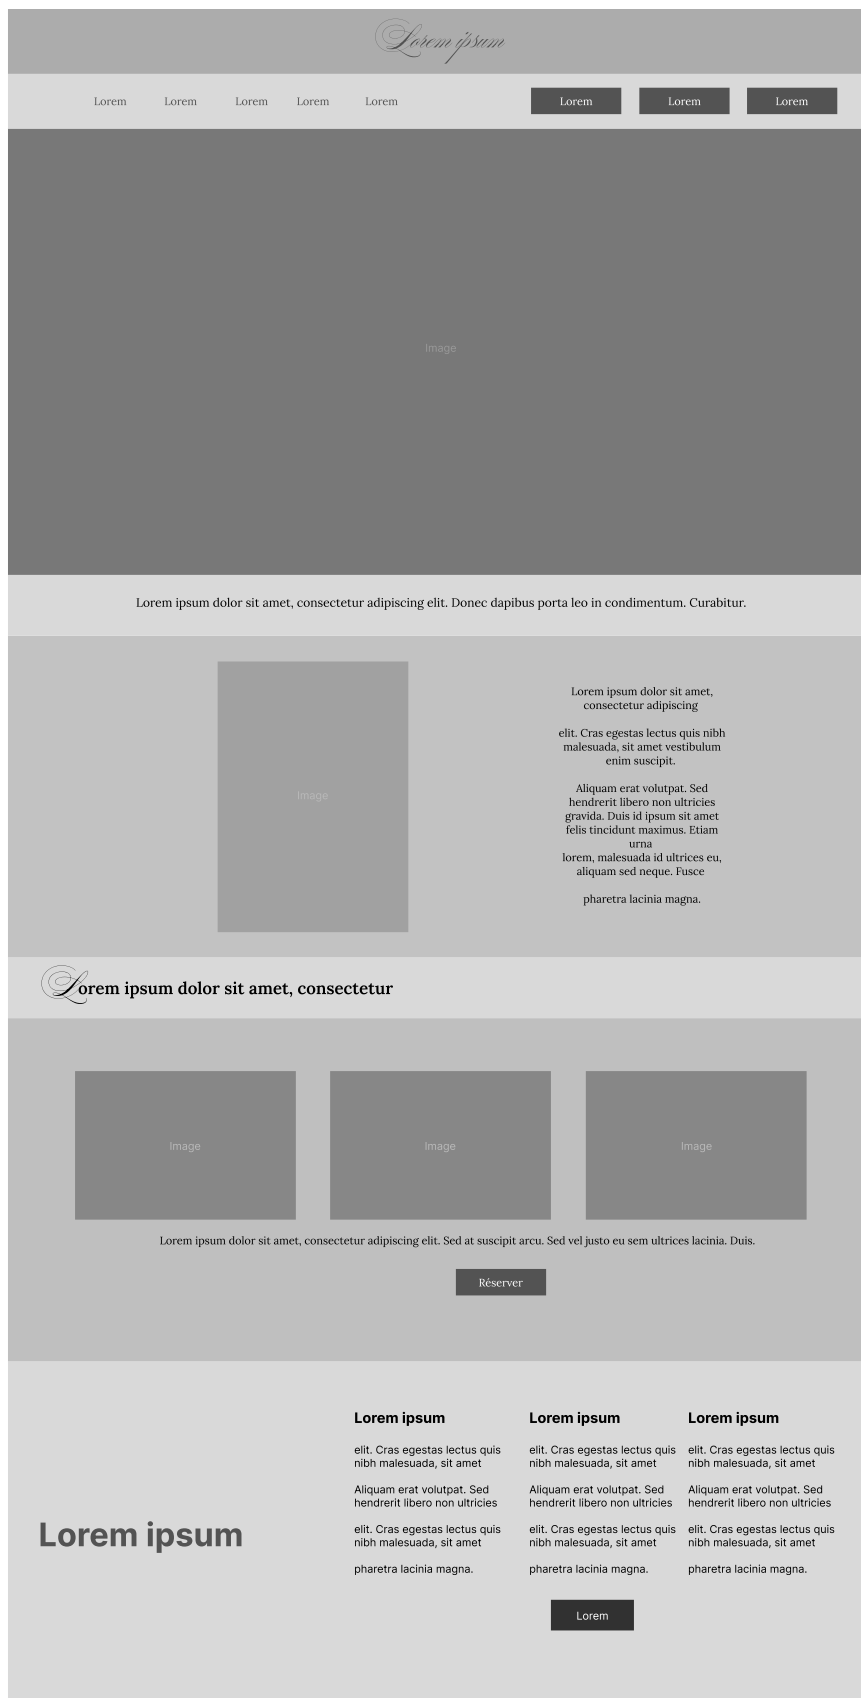 Lorem ipsum
Lorem Lorem Lorem Lorem Lorem Lorem Lorem Lorem
Image
Lorem ipsum dolor sit amet, consectetur adipiscing elit. Donec dapibus porta leo in condimentum. Curabitur.
Image
Lorem ipsum dolor sit amet,
consectetur adipiscing
elit. Cras egestas lectus quis nibh
malesuada, sit amet vestibulum
enim suscipit.
Aliquam erat volutpat. Sed
hendrerit libero non ultricies
gravida. Duis id ipsum sit amet
felis tincidunt maximus. Etiam
urna
lorem, malesuada id ultrices eu,
aliquam sed neque. Fusce
pharetra lacinia magna.
Lorem ipsum dolor sit amet, consectetur
Image Image Image
Lorem ipsum dolor sit amet, consectetur adipiscing elit. Sed at suscipit arcu. Sed vel justo eu sem ultrices lacinia. Duis.
Réserver
Lorem ipsum
Lorem ipsum
elit. Cras egestas lectus quis
nibh malesuada, sit amet
Aliquam erat volutpat. Sed
hendrerit libero non ultricies
elit. Cras egestas lectus quis
nibh malesuada, sit amet
pharetra lacinia magna.
Lorem ipsum
elit. Cras egestas lectus quis
nibh malesuada, sit amet
Aliquam erat volutpat. Sed
hendrerit libero non ultricies
elit. Cras egestas lectus quis
nibh malesuada, sit amet
pharetra lacinia magna.
Lorem ipsum
elit. Cras egestas lectus quis
nibh malesuada, sit amet
Aliquam erat volutpat. Sed
hendrerit libero non ultricies
elit. Cras egestas lectus quis
nibh malesuada, sit amet
pharetra lacinia magna.
Lorem